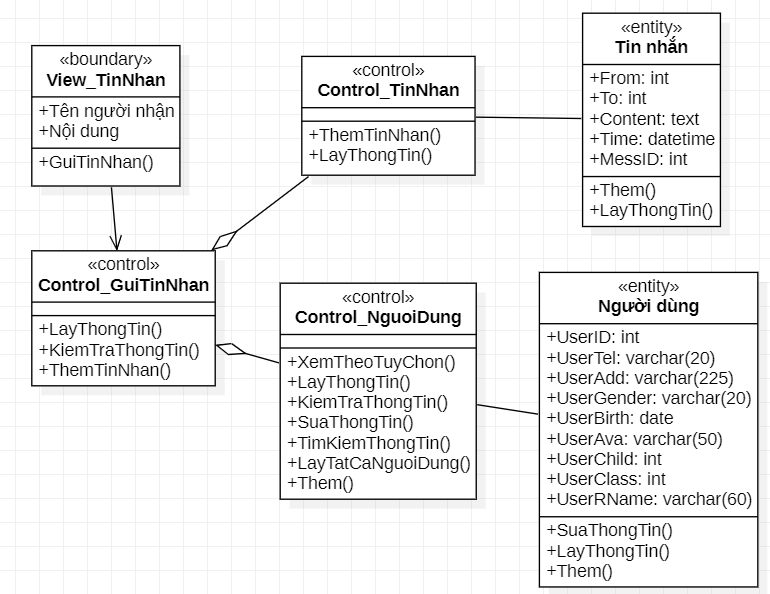 «boundary»
View_TinNhan
+Tên người nhận
+Nội dung
+GuiTinNhan()
«control»
Control_TinNhan
+ThemTinNhan()
+LayThongTin()
«entity»
Tin nhắn
+From: int
+To: int
+Content: text
+Time: datetime
+MessID: int
+Them()
+LayThongTin()
«control»
Control_GuiTinNhan
+LayThongTin()
+KiemTraThongTin()
+ThemTinNhan()
«control»
Control_NguoiDung
+XemTheoTuyChon()
+LayThongTin()
+KiemTraThongTin()
+SuaThongTin()
+TimKiemThongTin()
+LayTatCaNguoiDung()
+Them()
«entity»
Người dùng
+UserID: int
+UserTel: varchar(20)
+UserAdd: varchar(225)
+UserGender: varchar(20)
+UserBirth: date
+UserAva: varchar(50)
+UserChild: int
+UserClass: int
+UserRName: varchar(60)
+SuaThongTin()
+LayThongTin()
+Them()